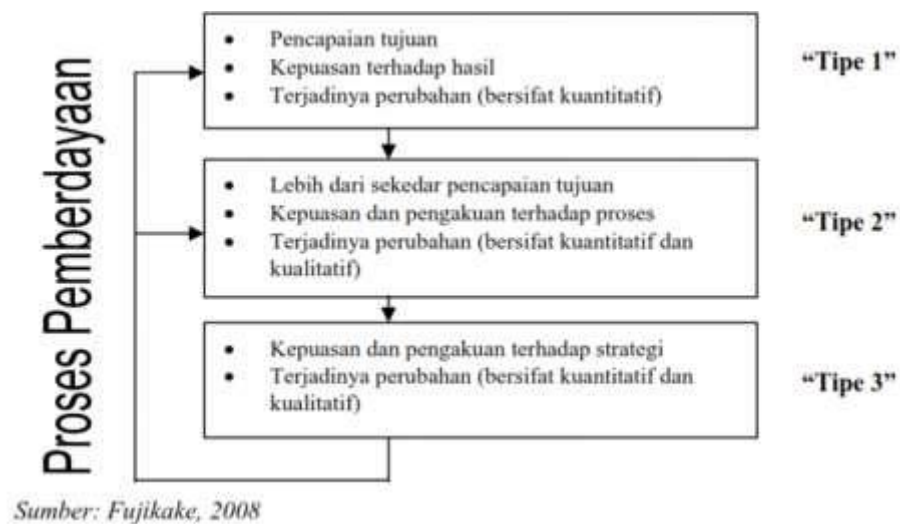 Proses Pemberdayaan
• Pencapaian tujuan
• Kepuasan terhadap hasil
• Terjadinya perubahan (bersifat kuantitatif)
“Tipe 1”
• Lebih dari sekedar pencapaian tujuan
• Kepuasan dan pengakuan terhadap proses
• Terjadinya perubahan (bersifat kuantitatif dan
kualitatif)
“Tipe 2”
• Kepuasan dan pengakuan terhadap strategi
• Terjadinya perubahan (bersifat kuantitatif dan
kualitatif)
“Tipe 3”
Sumber: Fujikake, 2008